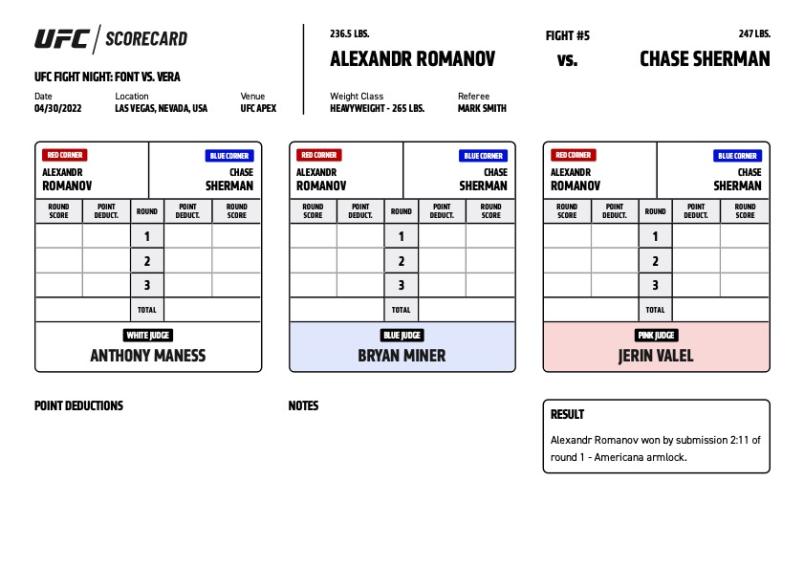 UFC / SCORECARD
UFC FIGHT NIGHT: FONT VS. VERA
Date Location Venue
04/30/2022 LAS VEGAS, NEVADA, USA UFC APEX
236.5 LBS. FIGHT #5 247 LBS.
ALEXANDR ROMANOV VS. CHASE SHERMAN
Weight Class Referee
HEAVYWEIGHT - 265 LBS. MARK SMITH
RED CORNER BLUE CORNER
ALEXANDR CHASE
ROMANOV SHERMAN
ROUND POINT ROUND POINT ROUND
SCORE DEDUCT. DEDUCT. SCORE
1
2
3
TOTAL
WHITE JUDGE
ANTHONY MANESS
RED CORNER BLUE CORNER
ALEXANDR CHASE
ROMANOV SHERMAN
ROUND POINT ROUND POINT ROUND
SCORE DEDUCT. DEDUCT. SCORE
1
2
3
TOTAL
BLUE JUDGE
BRYAN MINER
RED CORNER BLUE CORNER
ALEXANDR CHASE
ROMANOV SHERMAN
ROUND POINT ROUND POINT ROUND
SCORE DEDUCT. DEDUCT. SCORE
1
2
3
TOTAL
PINK JUDGE
JERIN VALEL
POINT DEDUCTIONS
NOTES
RESULT
Alexandr Romanov won by submission 2:11 of
round 1 - Americana armlock.